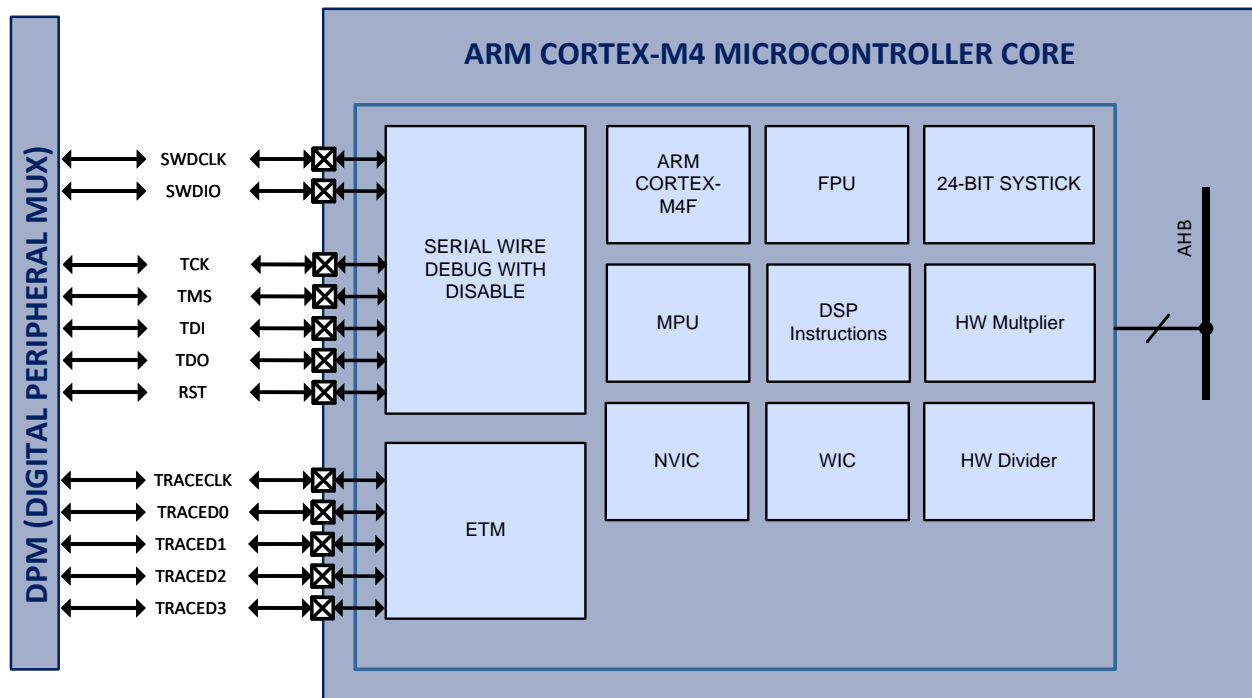 ARM CORTEX-M4 MICROCONTROLLER CORE
DPM (DIGITAL PERIPHERAL MUX)
SWDCLK
SWDIO
TCK
TMS
TDI
TDO
RST
TRACECLK
TRACED0
TRACED1
TRACED2
TRACED3
SERIAL WIRE
DEBUG WITH
DISABLE
ETM
ARM
CORTEX-
M4F
FPU
24-BIT SYSTICK
MPU
DSP
Instructions
HW Multplier
NVIC
WIC
HW Divider
AHB